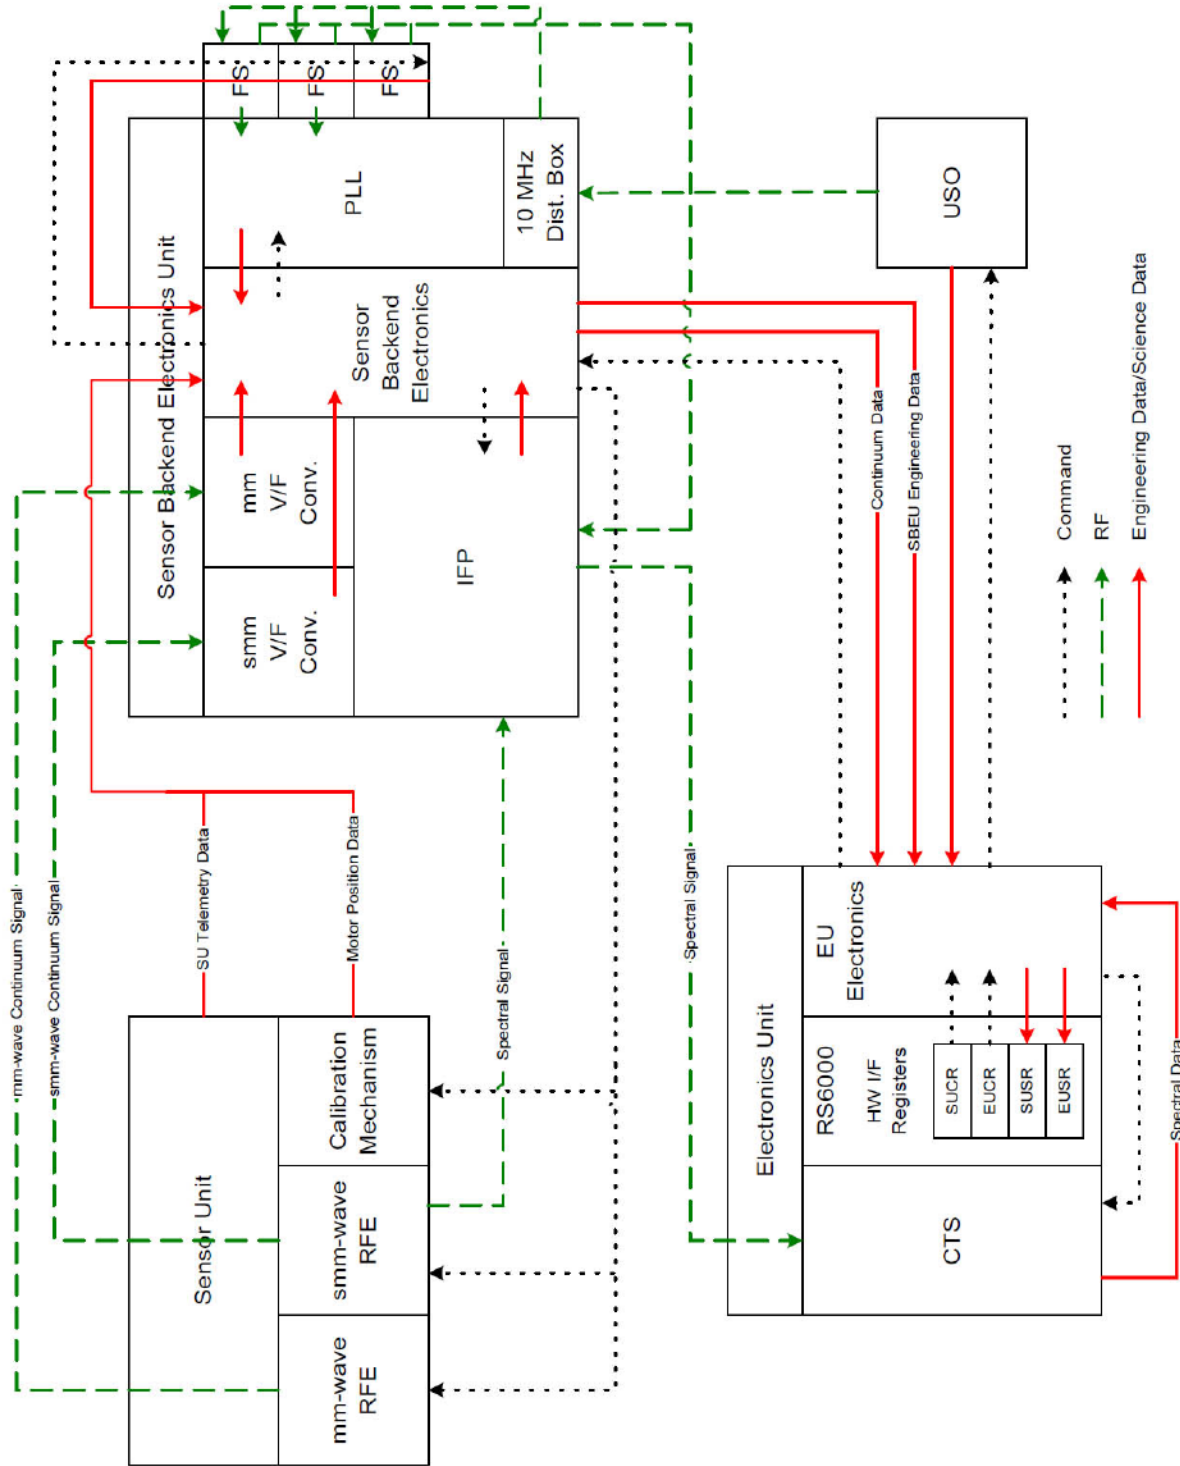 mm-wave Continuum Signal
smm-wave Continuum Signal
Sensor Unit
mm-wave
RFE
smm-wave
RFE
Calibration
Mechanism
SU Telemetry Data
Motor Position Data
Spectral Signal
Sensor Backend Electronics Unit
smm
V/F
Conv.
mm
V/F
Conv.
IFP
Sensor
Backend
Electronics
PLL
10 MHz
Dist. Box
FS
FS
FS
Spectral Signal
Continuum Data
SBEU Engineering Data
USO
Electronics Unit
CTS
RS6000
HW I/F
Registers
SUCR
EUCR
SUSR
EUSR
EU
Electronics
Spectral Data
Command
RF
Engineering Data/Science Data